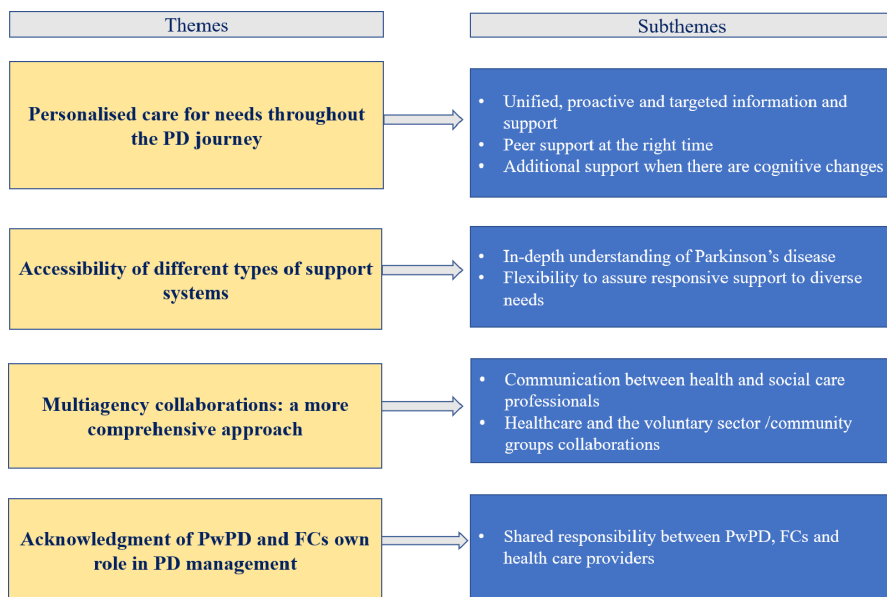 Themes
Subthemes
Personalised care for needs throughout
the PD journey
• Unified, proactive and targeted information and
support
• Peer support at the right time
• Additional support when there are cognitive changes
Accessibility of different types of support
systems
• In-depth understanding of Parkinson's disease
• Flexibility to assure responsive support to diverse
needs
Multiagency collaborations: a more
comprehensive approach
• Communication between health and social care
professionals
• Healthcare and the voluntary sector /community
groups collaborations
Acknowledgment of PwPD and FCs own
role in PD management
• Shared responsibility between PwPD, FCs and
health care providers